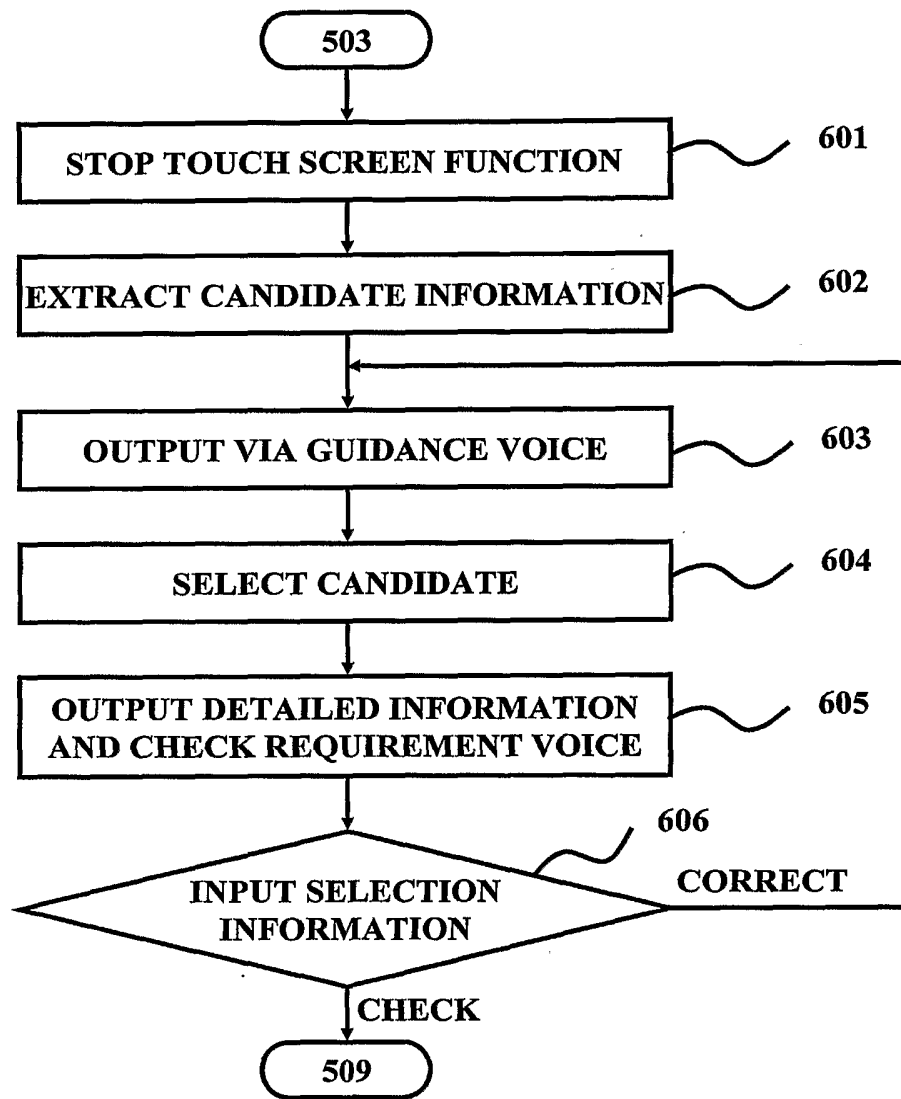 503
STOP TOUCH SCREEN FUNCTION
601
EXTRACT CANDIDATE INFORMATION
602
OUTPUT VIA GUIDANCE VOICE
603
SELECT CANDIDATE
604
OUTPUT DETAILED INFORMATION
AND CHECK REQUIREMENT VOICE
605
606
INPUT SELECTION
INFORMATION
CORRECT
CHECK
509